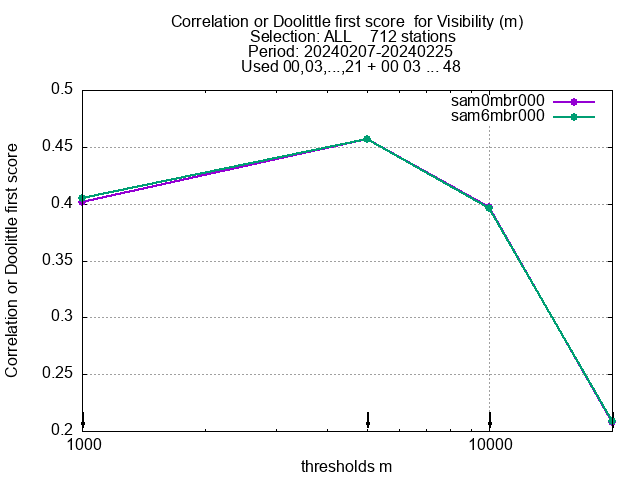 Correlation or Doolittle first score  for Visibility (m)
Selection: ALL    712 stations
Period: 20240207-20240225
Used 00,03,...,21 + 00 03 ... 48
sam0mbr000
sam6mbr000
0.5
0.45
0.4
0.35
0.3
0.25
0.2
Correlation or Doolittle first score
1000
10000
thresholds m